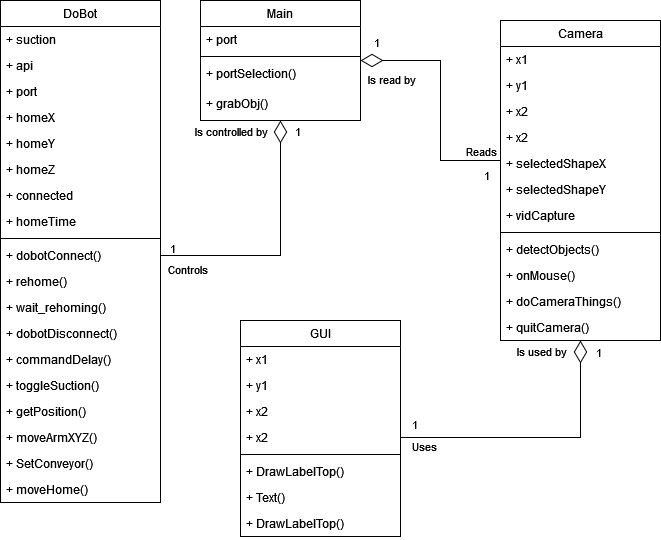 DoBot
+ suction
+ api
+ port
+ homeX
+ homeY
+ homeZ
+ connected
+ homeTime
+ dobotConnect()
+ rehome()
+ wait_rehoming()
+ dobotDisconnect()
+ commandDelay()
+ toggleSuction()
+ getPosition()
+ moveArmXYZ()
+ SetConveyor()
+ moveHome()
Main
+ port
+ portSelection()
+ grabObj()
1
Is read by
Is controlled by
1
1
Controls
Reads
1
Camera
+ x1
+ y1
+ x2
+ x2
+ selectedShapeX
+ selectedShapeY
+ vidCapture
+ detectObjects()
+ onMouse()
+ doCameraThings()
+ quitCamera()
Is used by
1
1
Uses
GUI
+ x1
+ y1
+ x2
+ x2
+ DrawLabelTop()
+ Text()
+ DrawLabelTop()